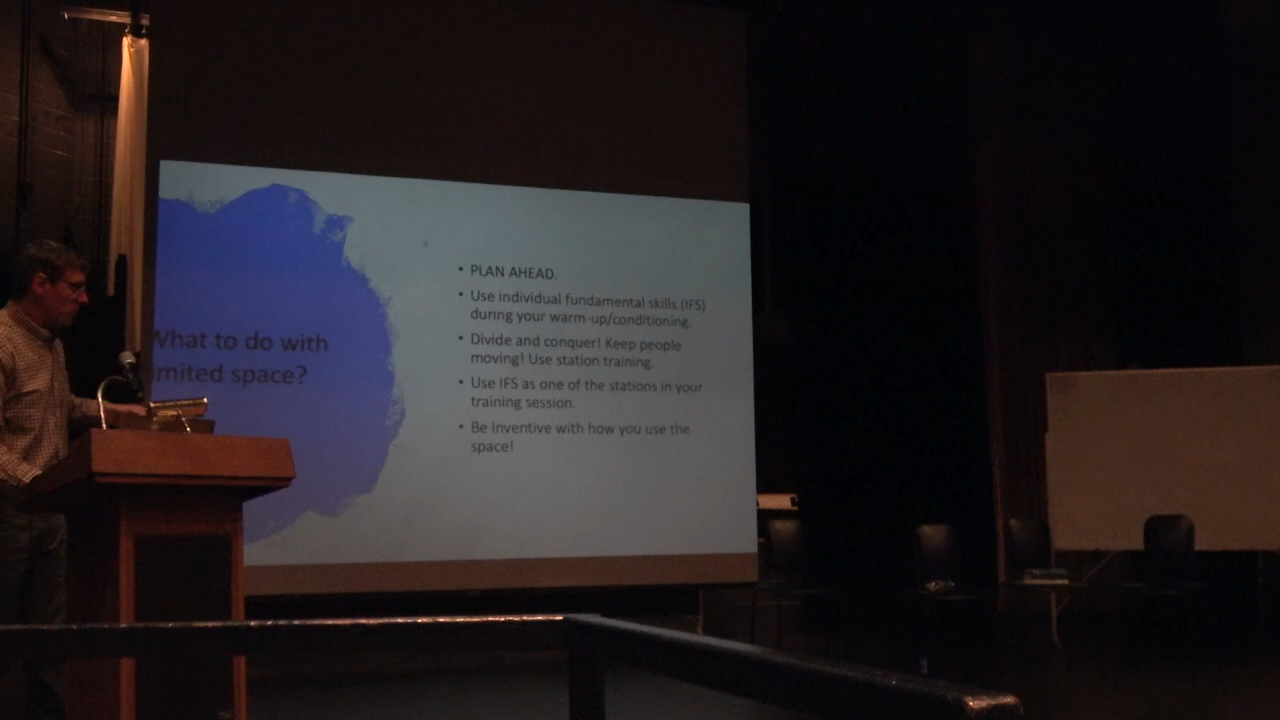 What to do with
limited space?
• PLAN AHEAD.
• Use individual fundamental skills (IFS)
during your warm-up/conditioning.
• Divide and conquer! Keep people
moving! Use station training.
• Use IFS as one of the stations in your
training session.
• Be inventive with how you use the
space!